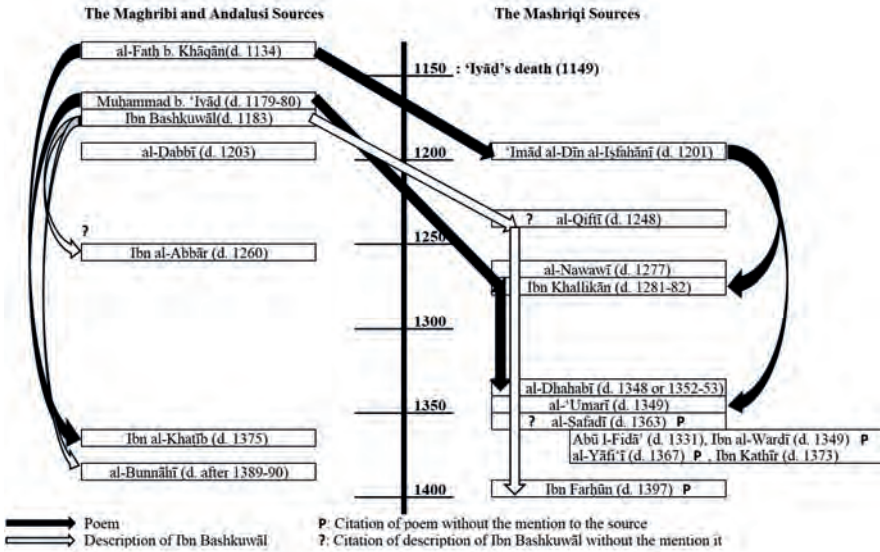 The Maghribi and Andalusi Sources
The Mashriqi Sources
al-Fatḥ b. Khāqān(d. 1134)
1150 : ‘Iyāḍ’s death (1149)
Muḥammad b. ‘Iyāḍ (d. 1179-80)
Ibn Bashkuwāl(d. 1183)
al-Ḍabbī (d. 1203)
‘Imād al-Dīn al-Iṣfahānī (d. 1201)
1200
? al-Qifṭī (d. 1248)
?
Ibn al-Abbār (d. 1260)
1250
al-Nawawī (d. 1277)
Ibn Khallikān (d. 1281-82)
1300
al-Dhahabī (d. 1348 or 1352-53)
al-‘Umarī (d. 1349)
1350
? al-Ṣafadī (d. 1363) P
Ibn al-Khaṭīb (d. 1375)
Abū l-Fidā’ (d. 1331), Ibn al-Wardī (d. 1349) P
al-Yāfi‘ī (d. 1367) P , Ibn Kathīr (d. 1373)
al-Bunnāhī (d. after 1389-90)
Ibn Farḥūn (d. 1397) P
1400
Poem
P: Citation of poem without the mention to the source
Description of Ibn Bashkuwāl
?: Citation of description of Ibn Bashkuwāl without the mention it